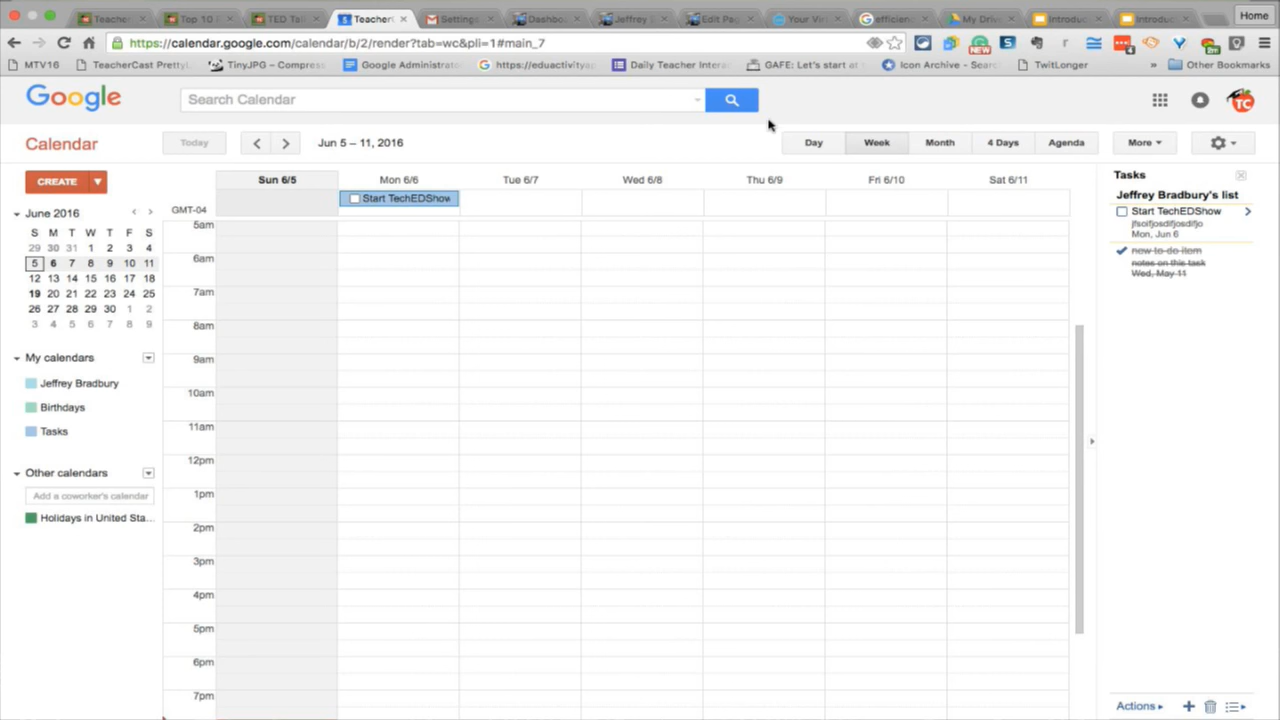 Teacher
Top 10
TED Tal
Teacher
Settings
Dashbo
Jeffrey
Edit Pa
Your Vi
efficien
My Driv
Introduc
Introduc
Home
https://calendar.google.com/calendar/b/2/render?tab=wc&pli=1#main_7
MTV16
TeacherCast Pretty
TinyJPG – Compres
Google Administrato
https://eduactivitya
Daily Teacher Intera
GAFE: Let's start a
Icon Archive - Sear
TwitLonger
»
Other Bookmarks
Google
Search Calendar
TC
Calendar
Today
Jun 5 – 11, 2016
Day
Week
Month
4 Days
Agenda
More
CREATE
Sun 6/5
Mon 6/6
Tue 6/7
Wed 6/8
Thu 6/9
Fri 6/10
Sat 6/11
Start TechEDShow
GMT-04
June 2016
S M T W T F S
29 30 31 1 2 3 4
5 6 7 8 9 10 11
12 13 14 15 16 17 18
19 20 21 22 23 24 25
26 27 28 29 30 1 2
3 4 5 6 7 8 9
My calendars
Jeffrey Bradbury
Birthdays
Tasks
Other calendars
Add a coworker's calendar
Holidays in United Sta...
5am
6am
7am
8am
9am
10am
11am
12pm
1pm
2pm
3pm
4pm
5pm
6pm
7pm
Tasks
Jeffrey Bradbury's list
Start TechEDShow
jfsoifjosdifjosdifjo
Mon, Jun 6
new to do item
notes on this task
Wed, May 11
Actions